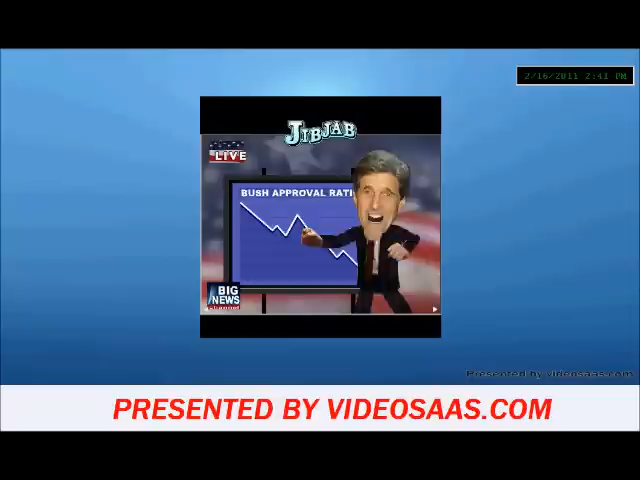 2/16/2011 2:41 PM
JIBJAB
LIVE
BUSH APPROVAL RATI
BIG
NEWS
channel
Presented by videosaas.com
PRESENTED BY VIDEOSAAS.COM